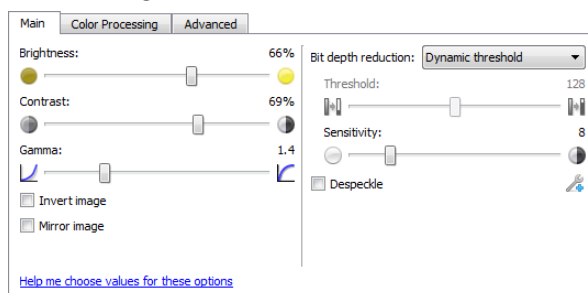 Main Color Processing Advanced
Brightness: 66%
Contrast: 69%
Gamma: 1.4
Invert image
Mirror image
Help me choose values for these options
Bit depth reduction: Dynamic threshold
Threshold: 128
Sensitivity: 8
Despeckle